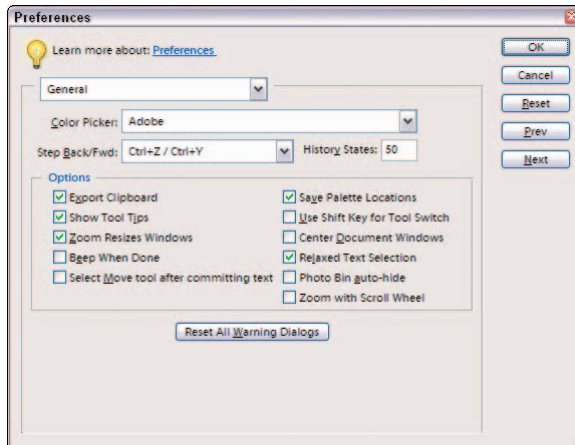 Preferences
Learn more about: Preferences
OK
Cancel
Reset
Prev
Next
General
Color Picker: Adobe
Step Back/Fwd: Ctrl+Z / Ctrl+Y History States: 50
Options
Export Clipboard
Show Tool Tips
Zoom Resizes Windows
Beep When Done
Select Move tool after committing text
Save Palette Locations
Use Shift Key for Tool Switch
Center Document Windows
Relaxed Text Selection
Photo Bin auto-hide
Zoom with Scroll Wheel
Reset All Warning Dialogs